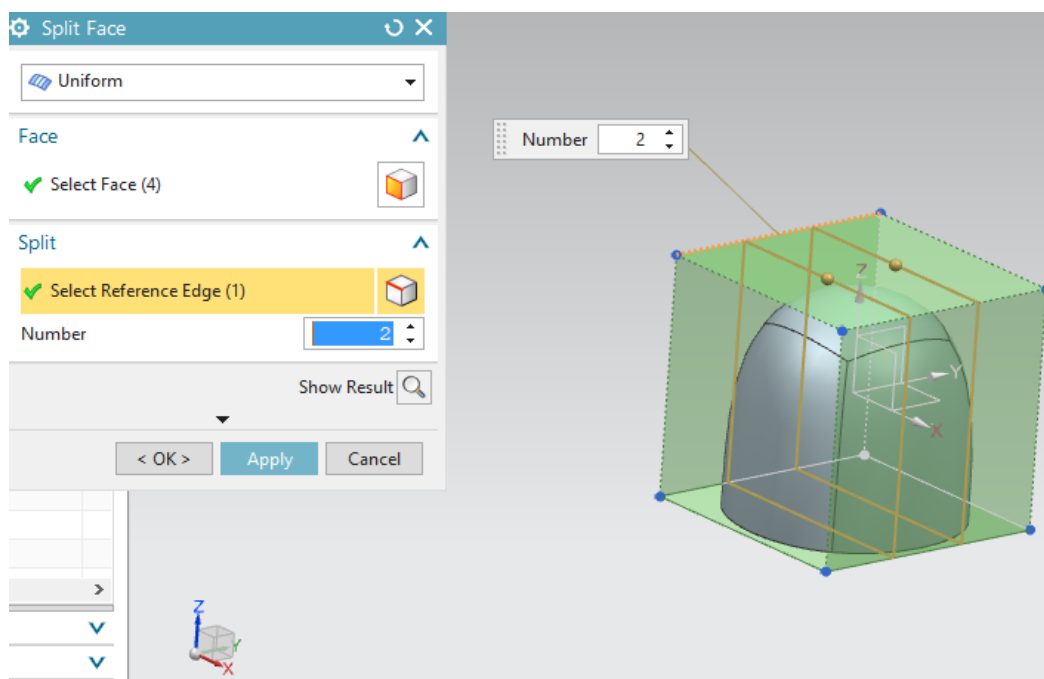 Split Face
Uniform
Face
Select Face (4)
Split
Select Reference Edge (1)
Number 2
Show Result
< OK > Apply Cancel
Number 2
Z
Y
X
Z
Y
X